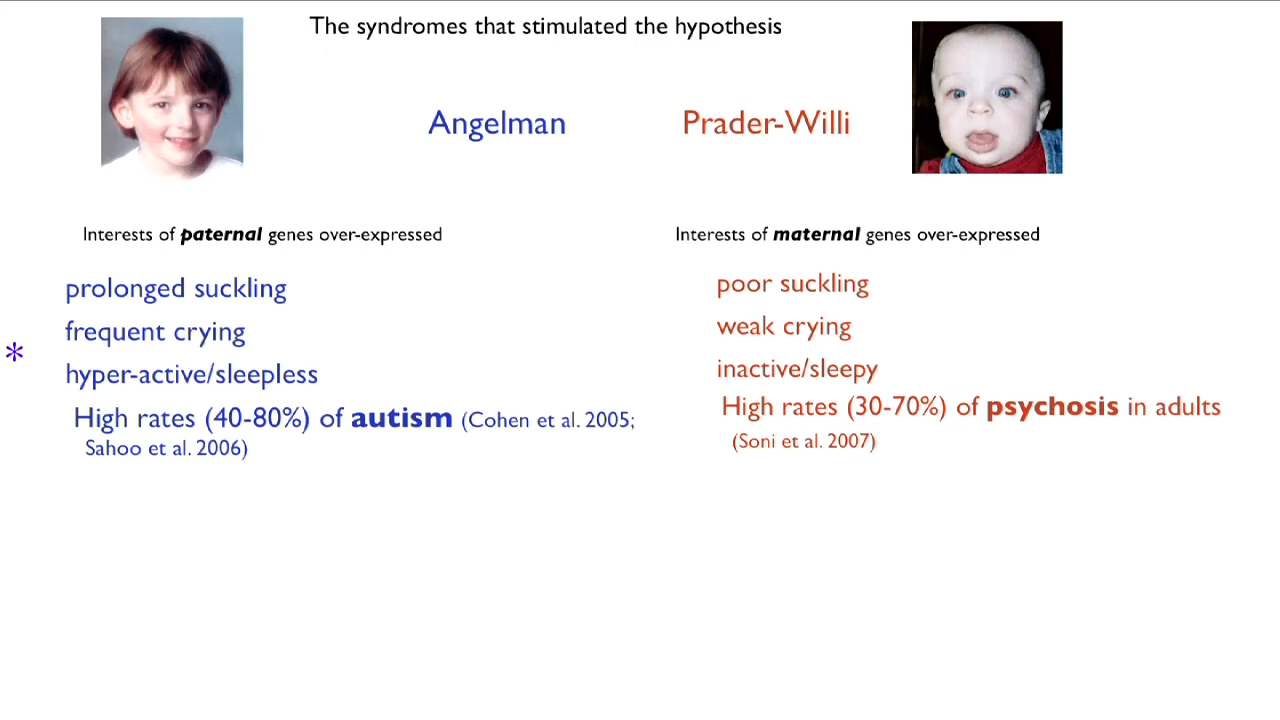 The syndromes that stimulated the hypothesis
Angelman
Prader-Willi
Interests of paternal genes over-expressed
prolonged suckling
frequent crying
*
hyper-active/sleepless
High rates (40-80%) of autism (Cohen et al. 2005;
Sahoo et al. 2006)
Interests of maternal genes over-expressed
poor suckling
weak crying
inactive/sleepy
High rates (30-70%) of psychosis in adults
(Soni et al. 2007)